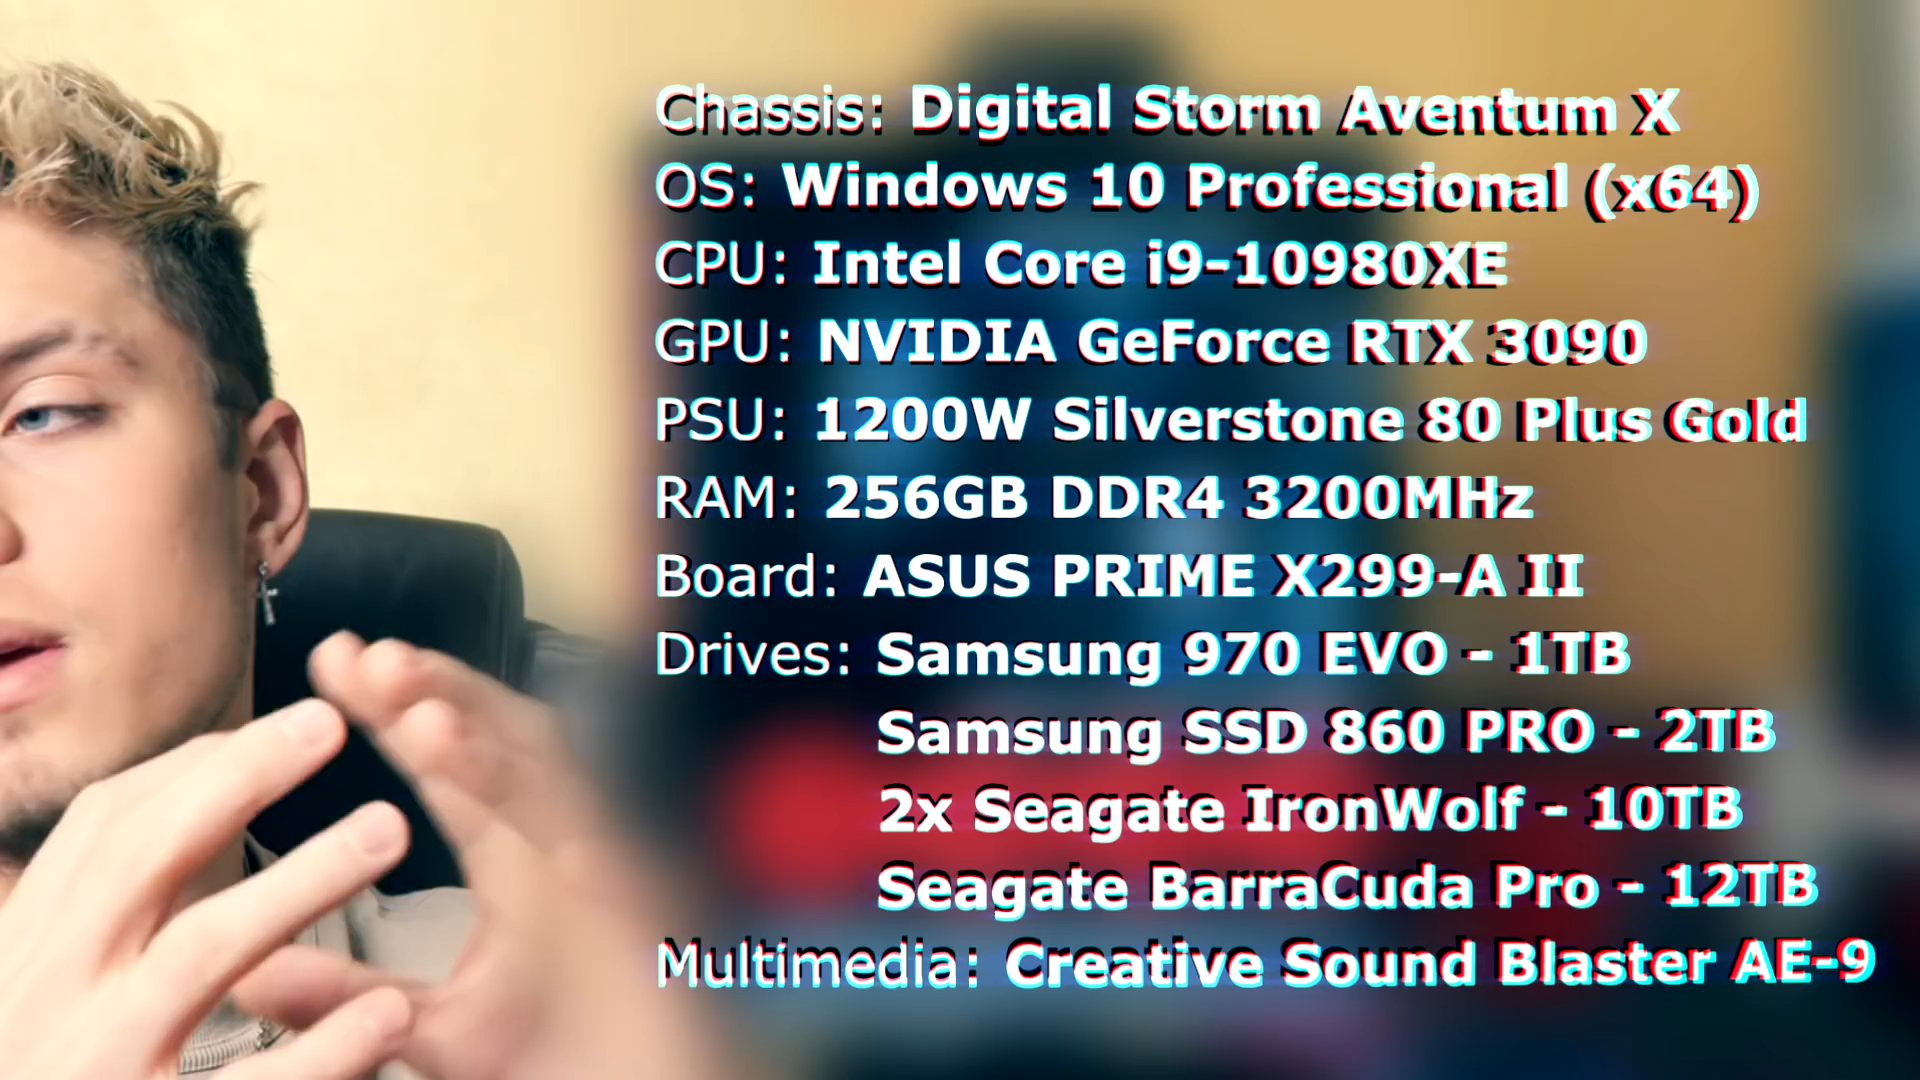 Chassis: Digital Storm Aventum X
OS: Windows 10 Professional (x64)
CPU: Intel Core i9-10980XE
GPU: NVIDIA GeForce RTX 3090
PSU: 1200W Silverstone 80 Plus Gold
RAM: 256GB DDR4 3200MHz
Board: ASUS PRIME X299-A II
Drives: Samsung 970 EVO - 1TB
Samsung SSD 860 PRO - 2TB
2x Seagate IronWolf - 10TB
Seagate BarraCuda Pro - 12TB
Multimedia: Creative Sound Blaster AE-9